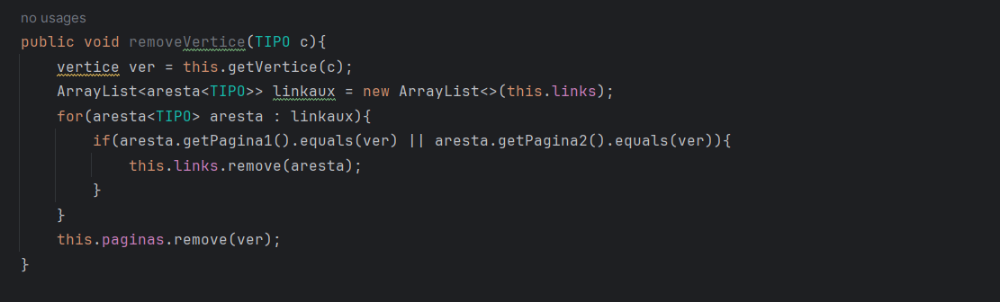 no usages
public void removeVertice(TIPO c){
    vertice ver = this.getVertice(c);
    ArrayList<aresta<TIPO>> linkaux = new ArrayList<>(this.links);
    for(aresta<TIPO> aresta : linkaux){
        if(aresta.getPagina1().equals(ver) || aresta.getPagina2().equals(ver)){
            this.links.remove(aresta);
        }
    }
    this.paginas.remove(ver);
}